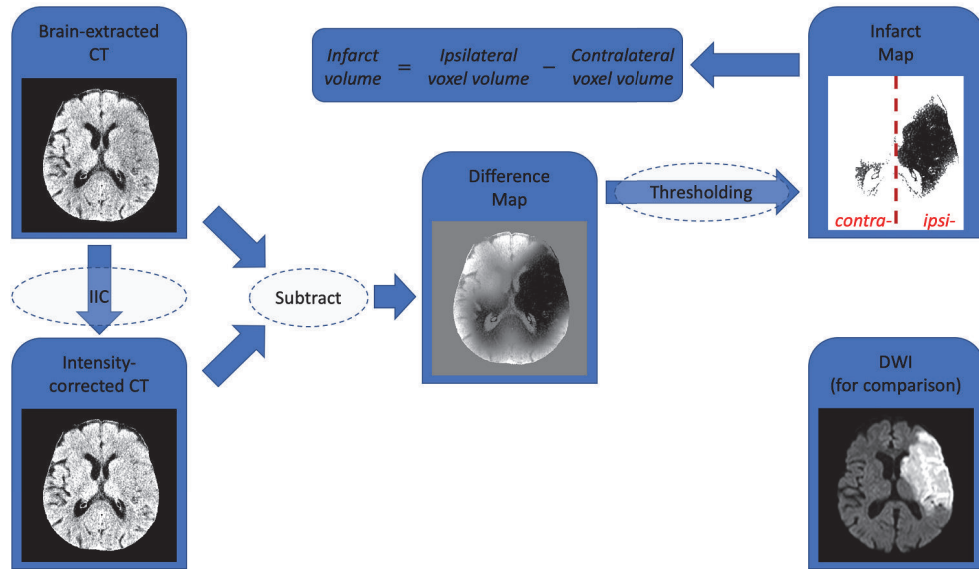 Brain-extracted
CT
IIC
Intensity-
corrected CT
Subtract
Difference
Map
Thresholding
Infarct
Map
contra- ipsi-
Infarct volume = Ipsilateral voxel volume − Contralateral voxel volume
DWI
(for comparison)